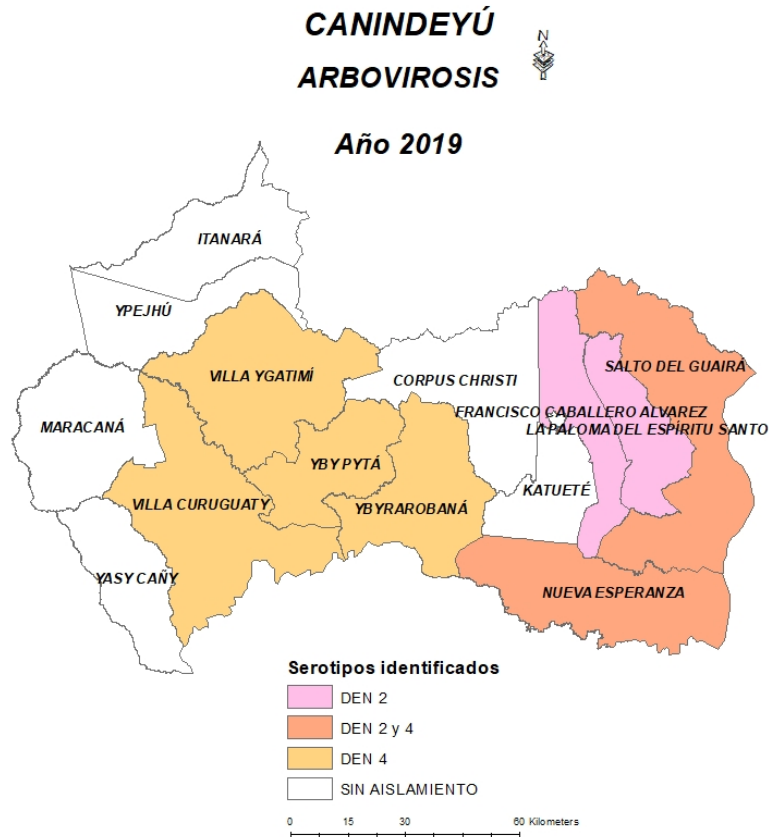 CANINDEYÚ
N
ARBOVIROSIS
Año 2019
ITANARÁ
YPEJHÚ
VILLA YGATIMÍ
SALTO DEL GUAIRÁ
CORPUS CHRISTI
MARACANÁ
FRANCISCO CABALLERO ALVAREZ
LA PALOMA DEL ESPÍRITU SANTO
YBY PYTÁ
KATUETÉ
VILLA CURUGUATY
YBYRAROBANÁ
YASY CAÑY
NUEVA ESPERANZA
Serotipos identificados
DEN 2
DEN 2 y 4
DEN 4
SIN AISLAMIENTO
0 15 30 60 Kilometers